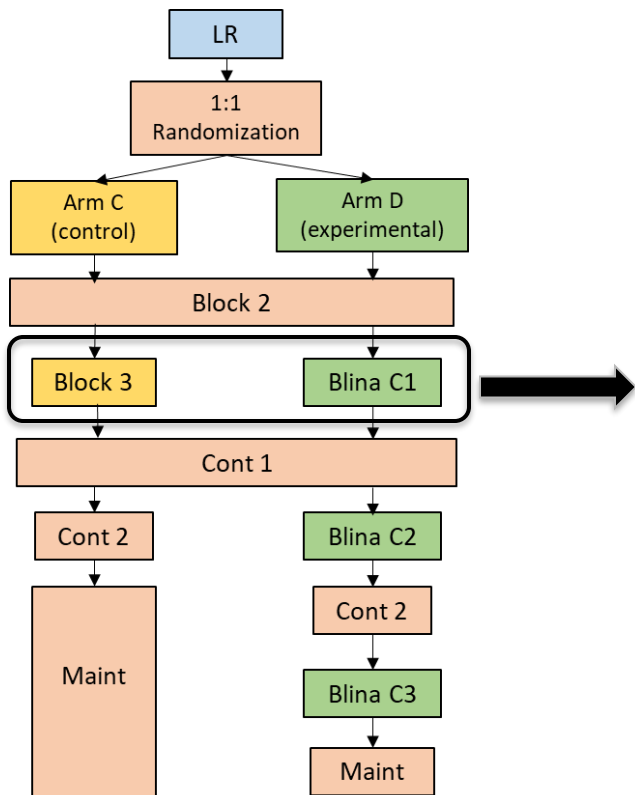 LR
1:1
Randomization
Arm C
(control)
Arm D
(experimental)
Block 2
Block 3
Blina C1
Cont 1
Cont 2
Blina C2
Cont 2
Maint
Blina C3
Maint